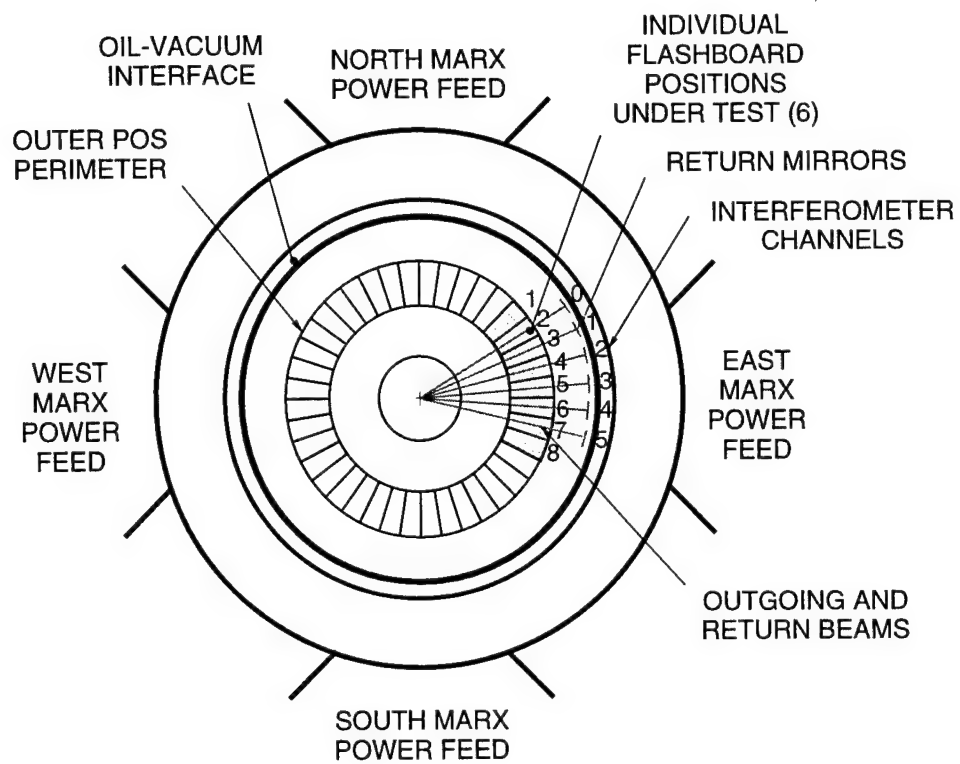 INDIVIDUAL
FLASHBOARD
POSITIONS
UNDER TEST (6)
OIL-VACUUM
INTERFACE
NORTH MARX
POWER FEED
OUTER POS
PERIMETER
RETURN MIRRORS
INTERFEROMETER
CHANNELS
1
2
3
4
5
6
7
8
0
1
2
3
4
5
WEST
MARX
POWER
FEED
EAST
MARX
POWER
FEED
OUTGOING AND
RETURN BEAMS
SOUTH MARX
POWER FEED